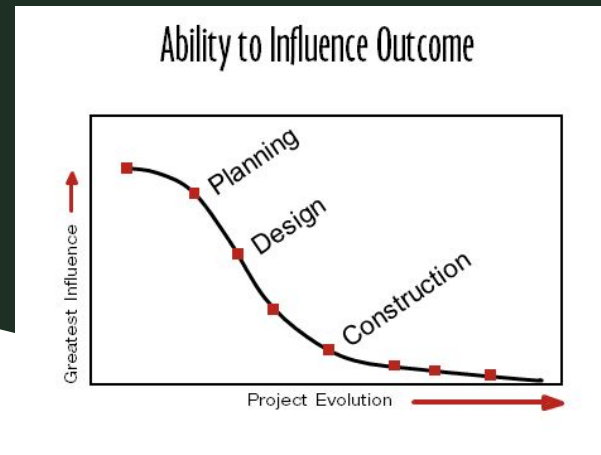 Ability to Influence Outcome
Planning
Design
Construction
Greatest Influence
Project Evolution